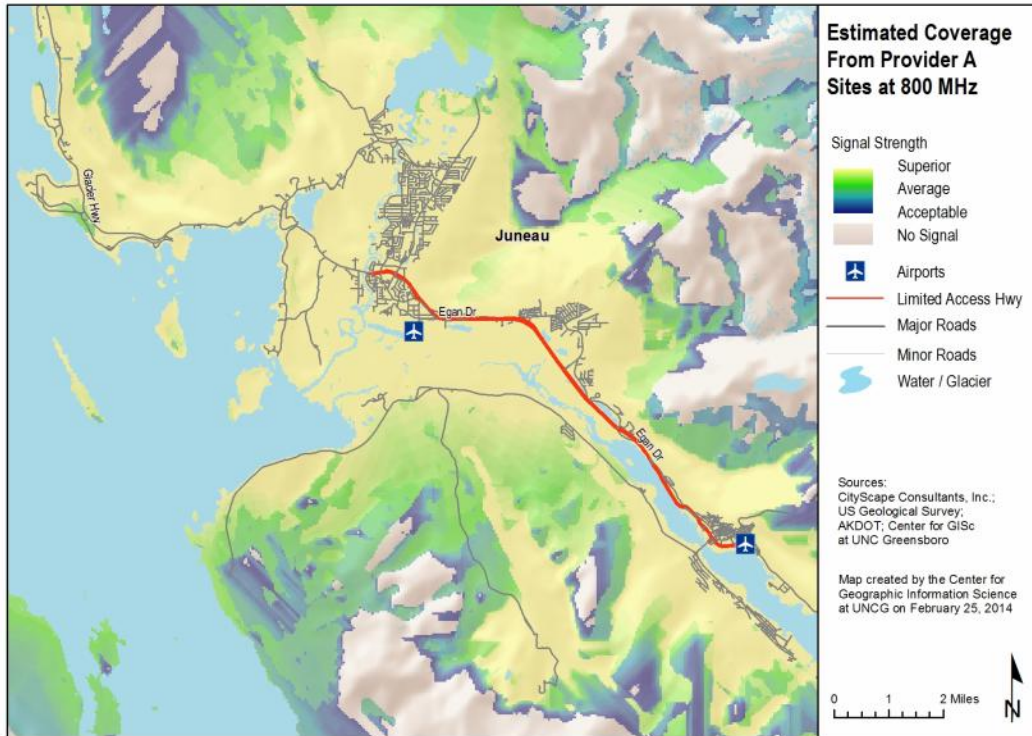 Glacier Hwy
Juneau
Egan Dr
Egan Dr
Estimated Coverage
From Provider A
Sites at 800 MHz
Signal Strength
Superior
Average
Acceptable
No Signal
Airports
Limited Access Hwy
Major Roads
Minor Roads
Water / Glacier
Sources:
CityScape Consultants, Inc.;
US Geological Survey;
AKDOT; Center for GISc
at UNC Greensboro
Map created by the Center for
Geographic Information Science
at UNCG on February 25, 2014
0 1 2 Miles
N